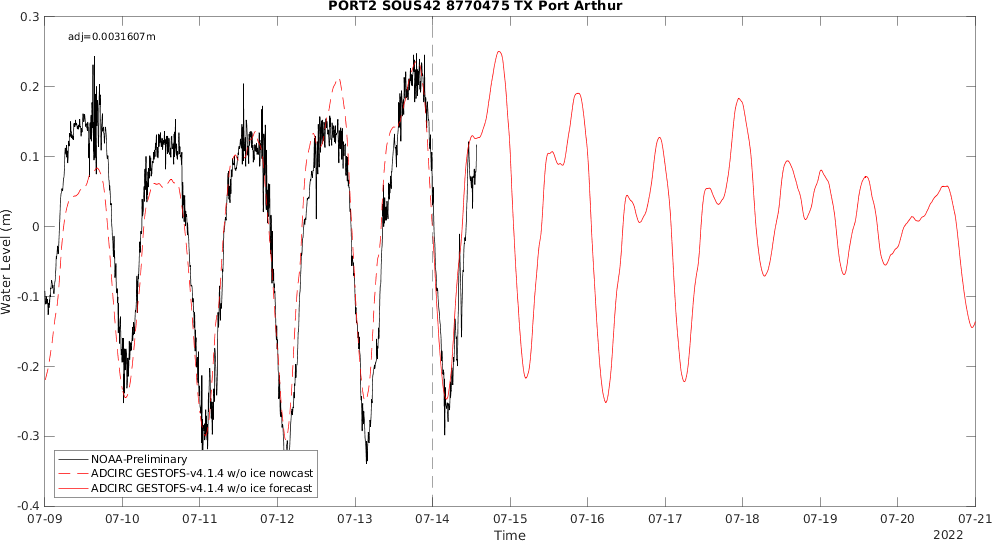 PORT2 SOUS42 8770475 TX Port Arthur
adj=0.0031607m
0.3
0.2
0.1
0
-0.1
-0.2
-0.3
-0.4
Water Level (m)
NOAA-Preliminary
ADCIRC GESTOFS-v4.1.4 w/o ice nowcast
ADCIRC GESTOFS-v4.1.4 w/o ice forecast
07-09 07-10 07-11 07-12 07-13 07-14 07-15 07-16 07-17 07-18 07-19 07-20 07-21
Time
2022